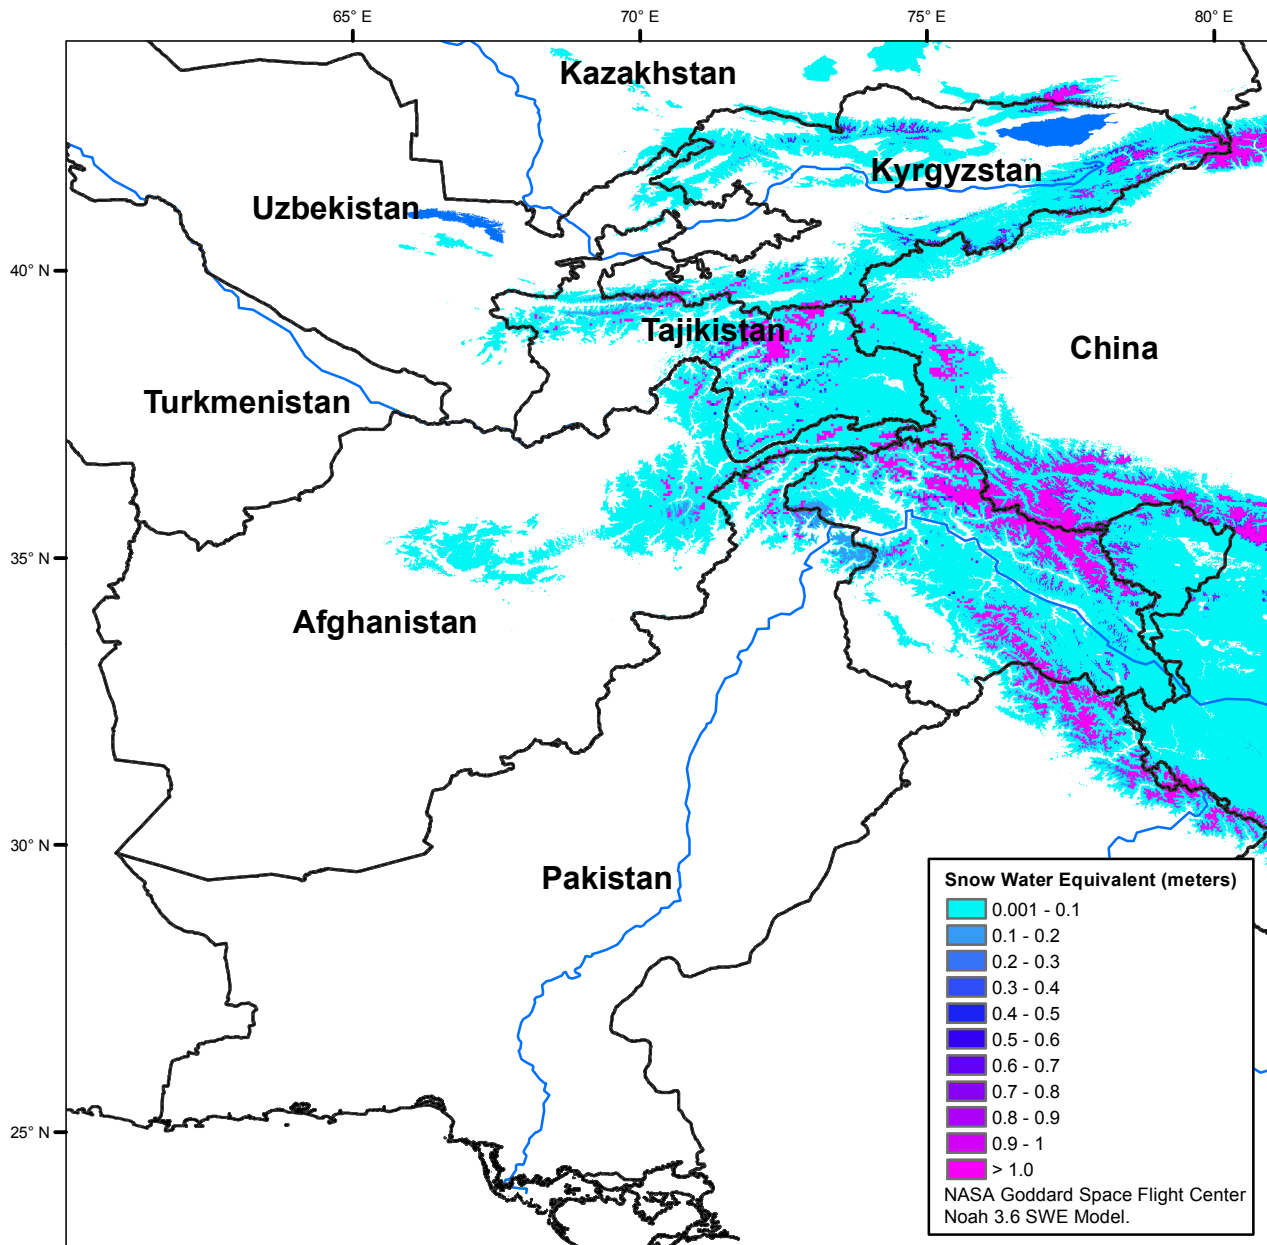 65° E
70° E
75° E
80° E
Kazakhstan
Kyrgyzstan
Uzbekistan
40° N
Tajikistan
China
Turkmenistan
35° N
Afghanistan
30° N
Pakistan
25° N
Snow Water Equivalent (meters)
0.001 - 0.1
0.1 - 0.2
0.2 - 0.3
0.3 - 0.4
0.4 - 0.5
0.5 - 0.6
0.6 - 0.7
0.7 - 0.8
0.8 - 0.9
0.9 - 1
> 1.0
NASA Goddard Space Flight Center
Noah 3.6 SWE Model.